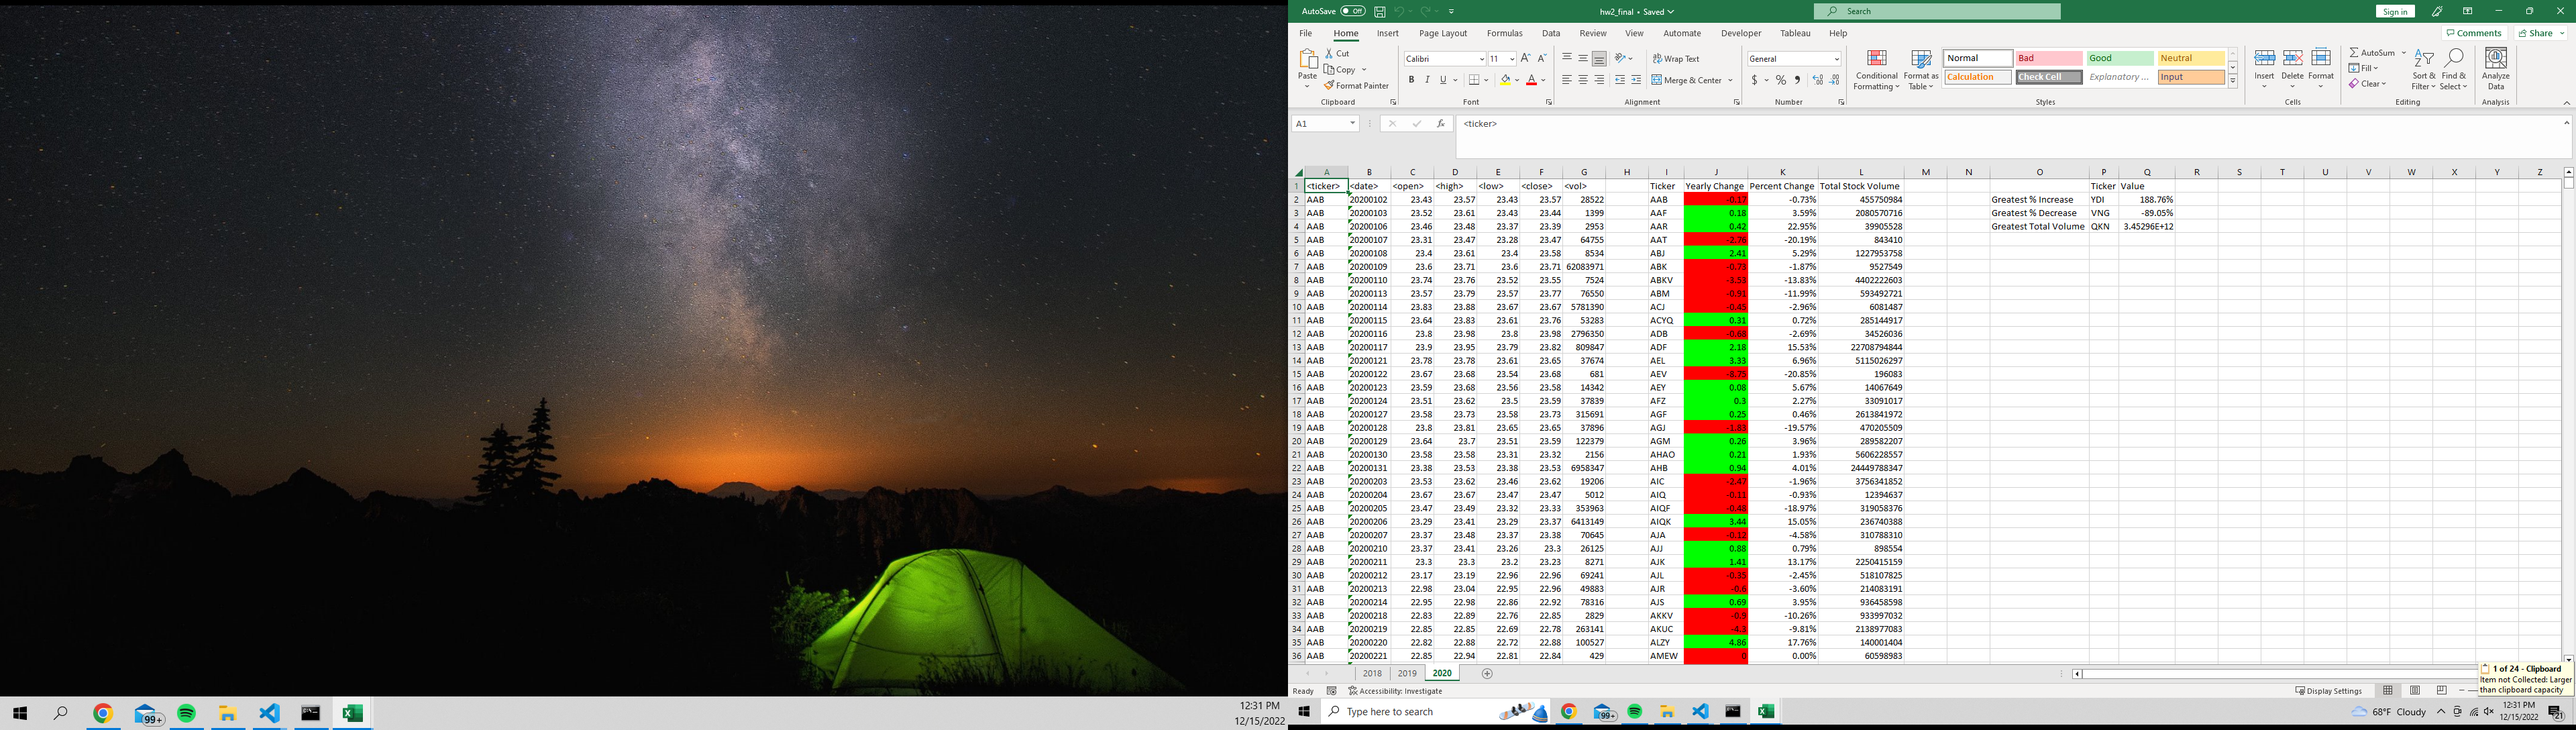 AutoSave Off hw2_final • Saved Search Sign in
File Home Insert Page Layout Formulas Data Review View Automate Developer Tableau Help Comments Share
Paste Cut Copy Format Painter Clipboard
Calibri 11 B I U Font
Wrap Text Merge & Center Alignment
General $ % Number
Conditional Formatting Format as Table Normal Bad Good Neutral Calculation Check Cell Explanatory ... Input Styles
Insert Delete Format Cells
AutoSum Fill Clear Sort & Filter Find & Select Editing
Analyze Data Analysis
A1 fx <ticker>
A B C D E F G H I J K L M N O P Q R S T U V W X Y Z
1 <ticker> <date> <open> <high> <low> <close> <vol> Ticker Yearly Change Percent Change Total Stock Volume Ticker Value
2 AAB 20200102 23.43 23.57 23.43 23.57 28522 AAB -0.17 -0.73% 455750984 Greatest % Increase YDI 188.76%
3 AAB 20200103 23.52 23.61 23.43 23.44 1399 AAF 0.18 3.59% 2080570716 Greatest % Decrease VNG -89.05%
4 AAB 20200106 23.46 23.48 23.37 23.39 2953 AAR 0.42 22.95% 39905528 Greatest Total Volume QKN 3.45296E+12
5 AAB 20200107 23.31 23.47 23.28 23.47 64755 AAT -2.76 -20.19% 843410
6 AAB 20200108 23.4 23.61 23.4 23.58 8534 ABJ 2.41 5.29% 1227953758
7 AAB 20200109 23.6 23.71 23.6 23.71 62083971 ABK -0.73 -1.87% 9527549
8 AAB 20200110 23.74 23.76 23.52 23.55 7524 ABKV -3.53 -13.83% 4402222603
9 AAB 20200113 23.57 23.79 23.57 23.77 76550 ABM -0.91 -11.99% 593492721
10 AAB 20200114 23.83 23.88 23.67 23.67 5781390 ACJ -0.45 -2.96% 6081487
11 AAB 20200115 23.64 23.83 23.61 23.76 53283 ACYQ 0.31 0.72% 285144917
12 AAB 20200116 23.8 23.98 23.8 23.98 2796350 ADB -0.66 -2.69% 34526036
13 AAB 20200117 23.9 23.95 23.79 23.82 809847 ADF 2.18 15.53% 22708794844
14 AAB 20200121 23.78 23.78 23.61 23.65 37674 AEL 3.33 6.96% 5115026297
15 AAB 20200122 23.67 23.68 23.54 23.68 681 AEV -8.75 -20.85% 196083
16 AAB 20200123 23.59 23.68 23.56 23.58 14342 AEY 0.08 5.67% 14067649
17 AAB 20200124 23.51 23.62 23.5 23.59 37839 AFZ 0.3 2.27% 33091017
18 AAB 20200127 23.58 23.73 23.58 23.73 315691 AGF 0.25 0.46% 2613841972
19 AAB 20200128 23.8 23.81 23.65 23.65 37896 AGJ -1.83 -19.57% 470205509
20 AAB 20200129 23.64 23.7 23.51 23.59 122379 AGM 0.26 3.96% 289582207
21 AAB 20200130 23.58 23.58 23.31 23.32 2156 AHAO 0.21 1.93% 5606228557
22 AAB 20200131 23.38 23.53 23.38 23.53 6958347 AHB 0.94 4.01% 24449788347
23 AAB 20200203 23.53 23.62 23.46 23.62 19206 AIC -2.47 -1.96% 3756341852
24 AAB 20200204 23.67 23.67 23.47 23.47 5012 AIQ -0.11 -0.93% 12394637
25 AAB 20200205 23.47 23.49 23.32 23.33 353963 AIQF -0.48 -18.97% 319058376
26 AAB 20200206 23.29 23.41 23.29 23.37 6413149 AIQK 3.44 15.05% 236740388
27 AAB 20200207 23.37 23.48 23.37 23.38 70645 AJA -0.12 -4.58% 310788310
28 AAB 20200210 23.37 23.41 23.26 23.3 26125 AJJ 0.88 0.79% 898554
29 AAB 20200211 23.3 23.3 23.2 23.23 8271 AJK 1.41 13.17% 2250415159
30 AAB 20200212 23.17 23.19 22.96 22.96 69241 AJL -0.35 -2.45% 518107825
31 AAB 20200213 22.98 23.04 22.95 22.96 49883 AJR -0.6 -3.60% 214083191
32 AAB 20200214 22.95 22.98 22.86 22.92 78316 AJS 0.69 3.95% 936458598
33 AAB 20200218 22.83 22.89 22.76 22.85 2829 AKKV -0.9 -10.26% 933997032
34 AAB 20200219 22.85 22.85 22.69 22.78 263141 AKUC -4.3 -9.81% 2138977083
35 AAB 20200220 22.82 22.88 22.72 22.88 100527 ALZY 4.86 17.76% 140001404
36 AAB 20200221 22.85 22.94 22.81 22.84 429 AMEW 0 0.00% 60598983
2018 2019 2020
1 of 24 - Clipboard
Item not Collected: Larger
than clipboard capacity
Ready Accessibility: Investigate Display Settings
99+ 12:31 PM
12/15/2022
Type here to search 99+ 68°F Cloudy 12:31 PM
12/15/2022 21